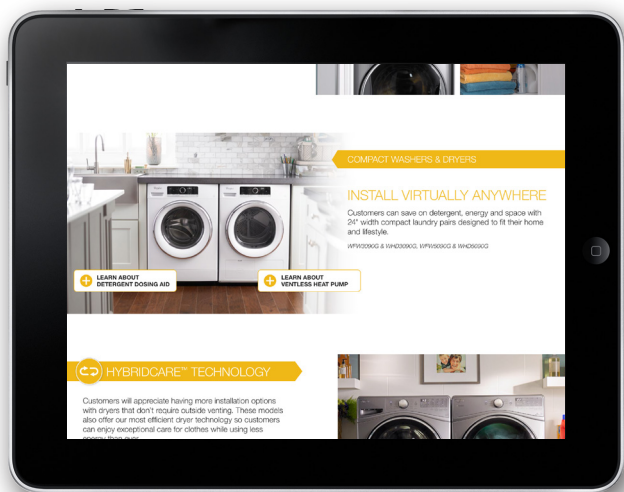 COMPACT WASHERS & DRYERS
INSTALL VIRTUALLY ANYWHERE
Customers can save on detergent, energy and space with
24" width compact laundry pairs designed to fit their home
and lifestyle.
LEARN ABOUT
DETERGENT DOSING AID
LEARN ABOUT
VENTLESS HEAT PUMP
HYBRIDCARE™ TECHNOLOGY
Customers will appreciate having more installation options
with dryers that don't require outside venting. These models
also offer our most efficient dryer technology so customers
can enjoy exceptional care for clothes while using less
energy than ever.